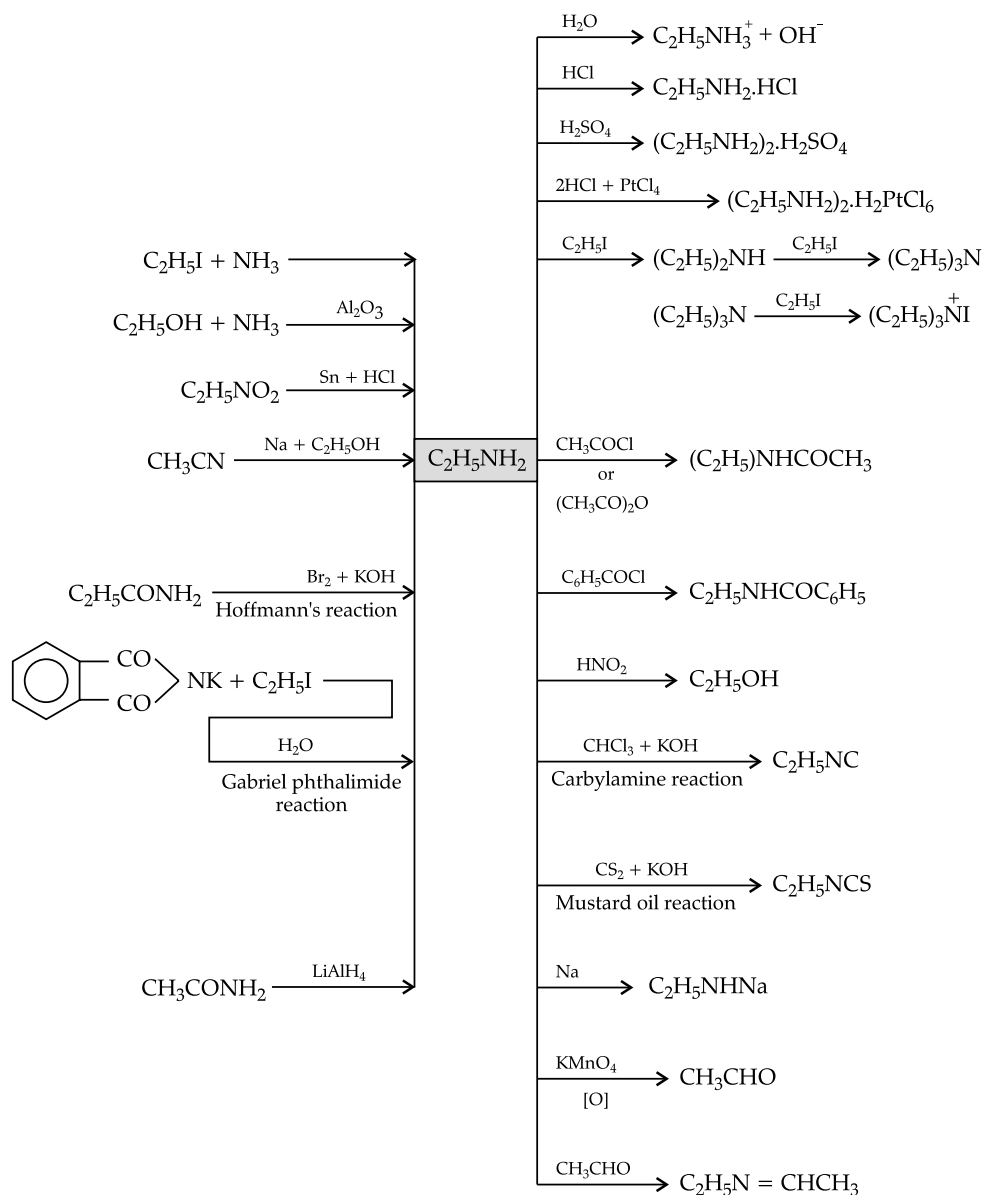 C₂H₅I + NH₃
C₂H₅OH + NH₃ Al₂O₃
C₂H₅NO₂ Sn + HCl
CH₃CN Na + C₂H₅OH
C₂H₅CONH₂ Br₂ + KOH
Hoffmann's reaction
CO
CO
NK + C₂H₅I
H₂O
Gabriel phthalimide
reaction
CH₃CONH₂ LiAlH₄
C₂H₅NH₂
H₂O C₂H₅NH₃⁺ + OH⁻
HCl C₂H₅NH₂.HCl
H₂SO₄ (C₂H₅NH₂)₂.H₂SO₄
2HCl + PtCl₄ (C₂H₅NH₂)₂.H₂PtCl₆
C₂H₅I (C₂H₅)₂NH C₂H₅I (C₂H₅)₃N
(C₂H₅)₃N C₂H₅I (C₂H₅)₃N⁺I
CH₃COCl (C₂H₅)NHCOCH₃
or
(CH₃CO)₂O
C₆H₅COCl C₂H₅NHCOC₆H₅
HNO₂ C₂H₅OH
CHCl₃ + KOH C₂H₅NC
Carbylamine reaction
CS₂ + KOH C₂H₅NCS
Mustard oil reaction
Na C₂H₅NHNa
KMnO₄ CH₃CHO
[O]
CH₃CHO C₂H₅N = CHCH₃